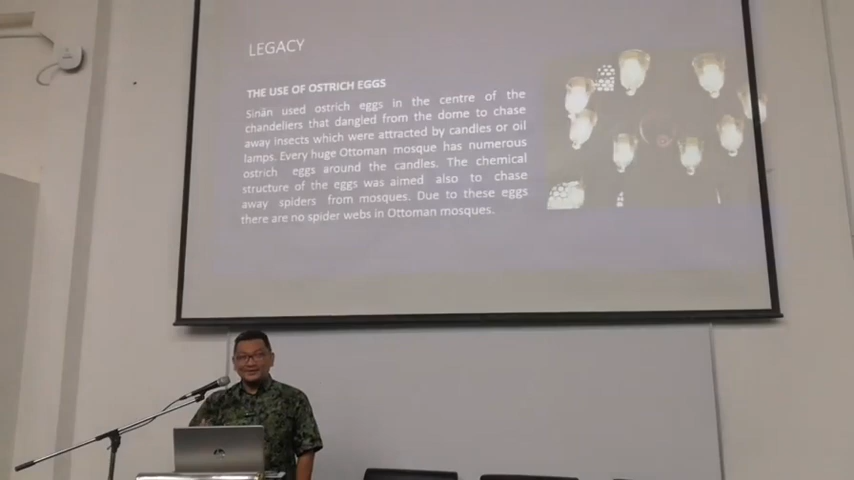 LEGACY
THE USE OF OSTRICH EGGS
Sinān used ostrich eggs in the centre of the
chandeliers that dangled from the dome to chase
away insects which were attracted by candles or oil
lamps. Every huge Ottoman mosque has numerous
ostrich eggs around the candles. The chemical
structure of the egg was aimed also to chase
away spiders from mosques. Due to these eggs
there are no spider webs in Ottoman mosques.